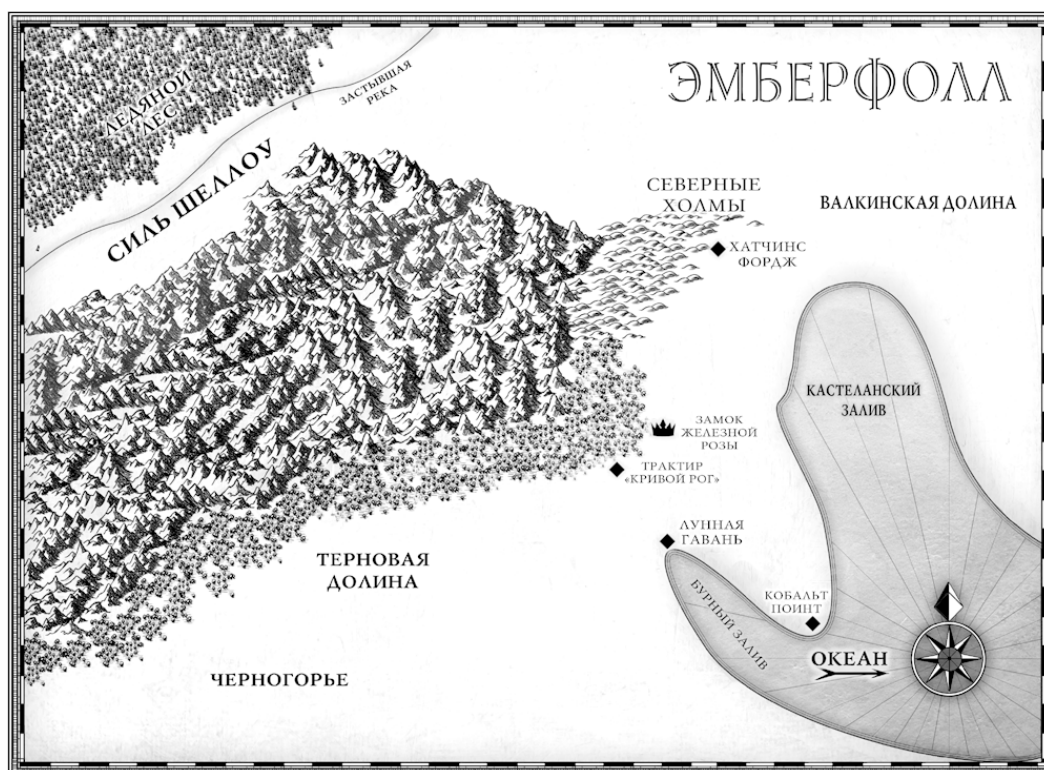 ЭМБЕРФОЛЛ
ЛЕДЯНОЙ
ЛЕС
ЗАСТЫВШАЯ
РЕКА
СИЛЬ ШЕЛЛОУ
СЕВЕРНЫЕ
ХОЛМЫ
ВАЛКИНСКАЯ ДОЛИНА
ХАТЧИНС
ФОРДЖ
КАСТЕЛАНСКИЙ
ЗАЛИВ
ЗАМОК
ЖЕЛЕЗНОЙ
РОЗЫ
ТРАКТИР
«КРИВОЙ РОГ»
ЛУННАЯ
ГАВАНЬ
ТЕРНОВАЯ
ДОЛИНА
БУРНЫЙ ЗАЛИВ
КОБАЛЬТ
ПОИНТ
ОКЕАН
ЧЕРНОГОРЬЕ